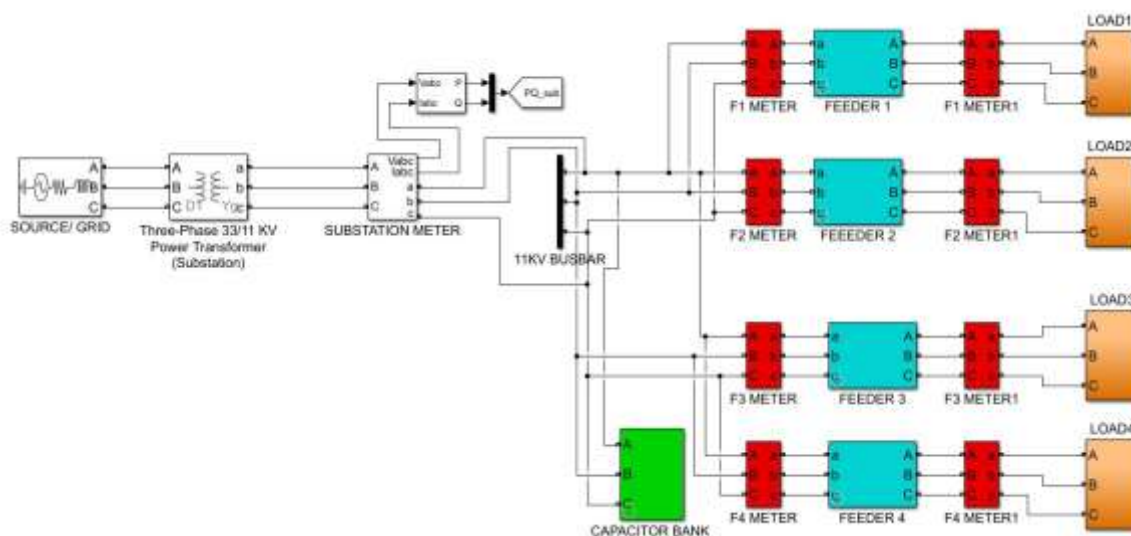 LOAD1
A A a a a A A a a A
B b b b B B b b B
C c c c C C c c C
F1 METER FEEDER 1 F1 METER1
Vabc P
Iabc Q
PQ_sub
LOAD2
A A a A Vabc
Iabc
B B b B a
C C c C b
c
SOURCE/ GRID
Three-Phase 33/11 KV
Power Transformer
(Substation)
SUBSTATION METER
11KV BUSBAR
A a a A A a a A
B b b B B b b B
C c c C C c c C
F2 METER FEEEDER 2 F2 METER1
LOAD3
A a a A A a a A
B b b B B b b B
C c c C C c c C
F3 METER FEEDER 3 F3 METER1
A
B
C
CAPACITOR BANK
LOAD4
A a a A A a a A
B b b B B b b B
C c c C C c c C
F4 METER FEEDER 4 F4 METER1